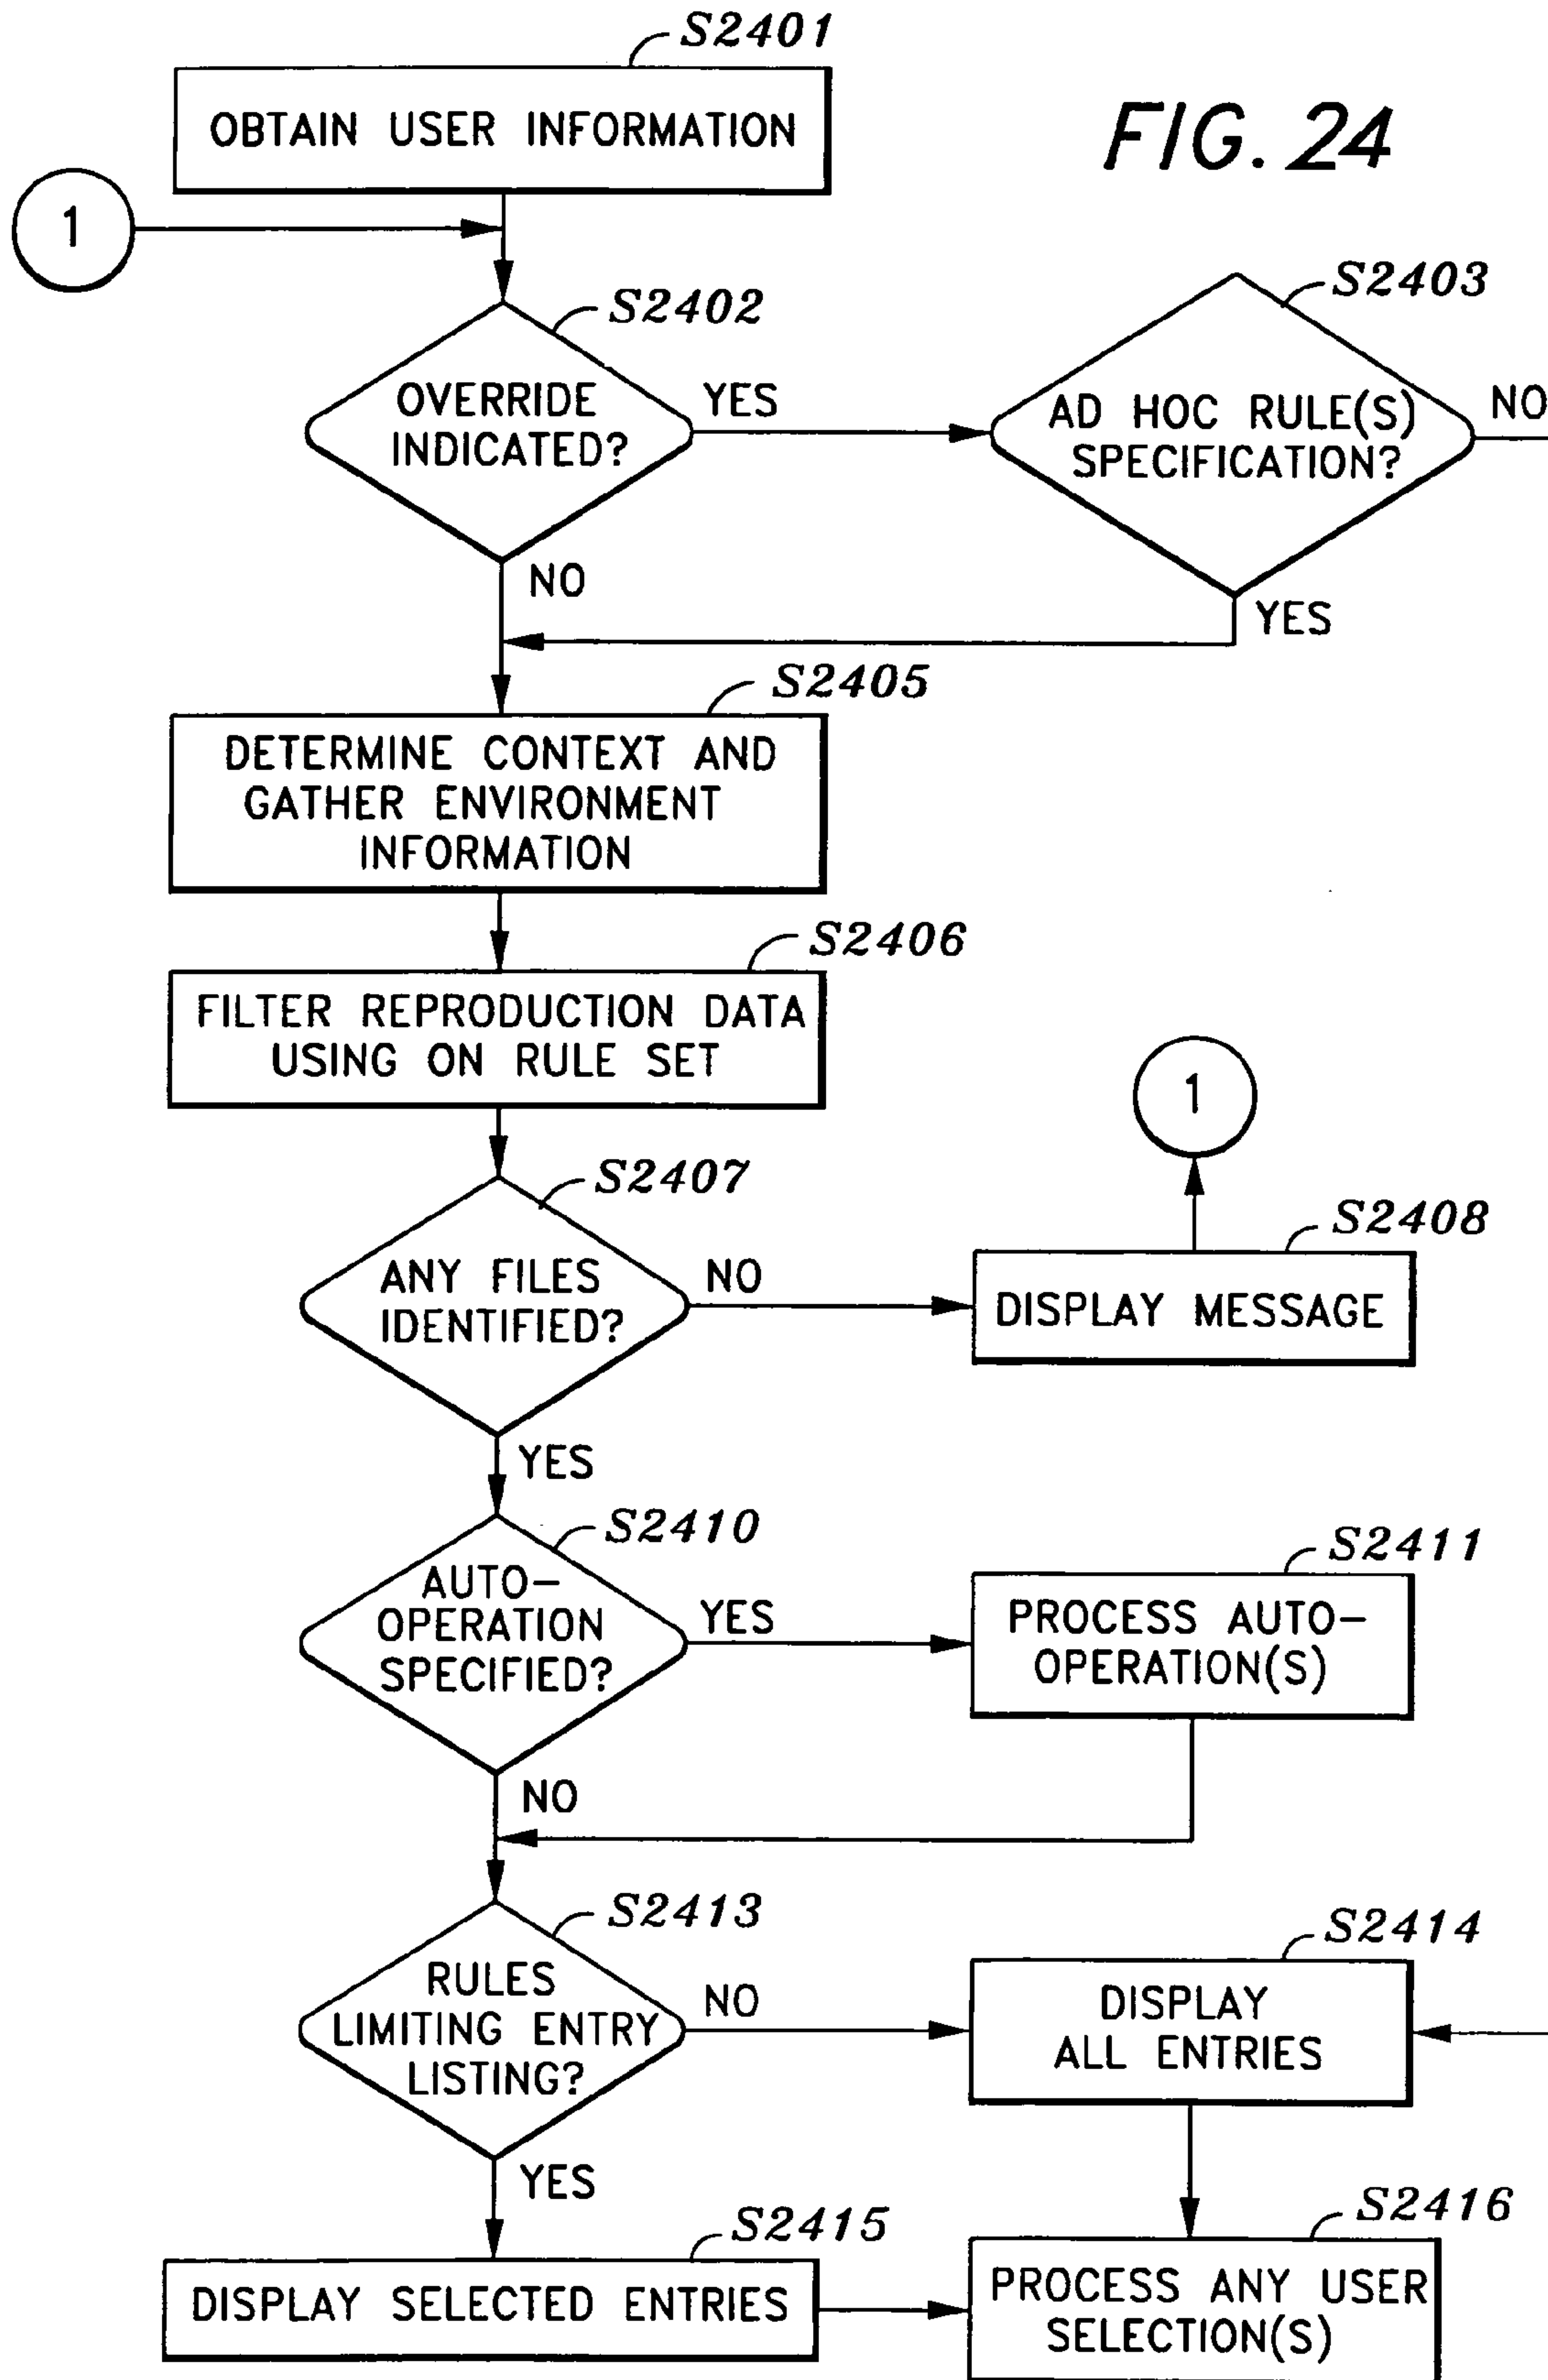 S2401
OBTAIN USER INFORMATION
FIG. 24
1
S2402
OVERRIDE
INDICATED?
YES
NO
S2403
AD HOC RULE(S)
SPECIFICATION?
NO
YES
S2405
DETERMINE CONTEXT AND
GATHER ENVIRONMENT
INFORMATION
S2406
FILTER REPRODUCTION DATA
USING ON RULE SET
1
S2407
ANY FILES
IDENTIFIED?
NO
YES
S2408
DISPLAY MESSAGE
S2410
AUTO-
OPERATION
SPECIFIED?
YES
NO
S2411
PROCESS AUTO-
OPERATION(S)
S2413
RULES
LIMITING ENTRY
LISTING?
NO
YES
S2414
DISPLAY
ALL ENTRIES
S2415
DISPLAY SELECTED ENTRIES
S2416
PROCESS ANY USER
SELECTION(S)